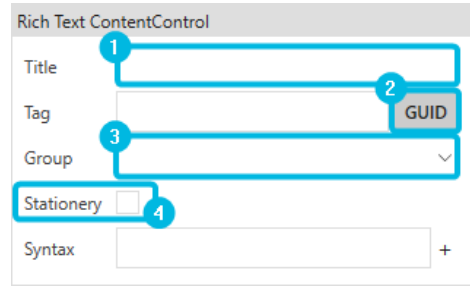 Rich Text ContentControl
1
Title
2
Tag GUID
3
Group
Stationery 4
Syntax +